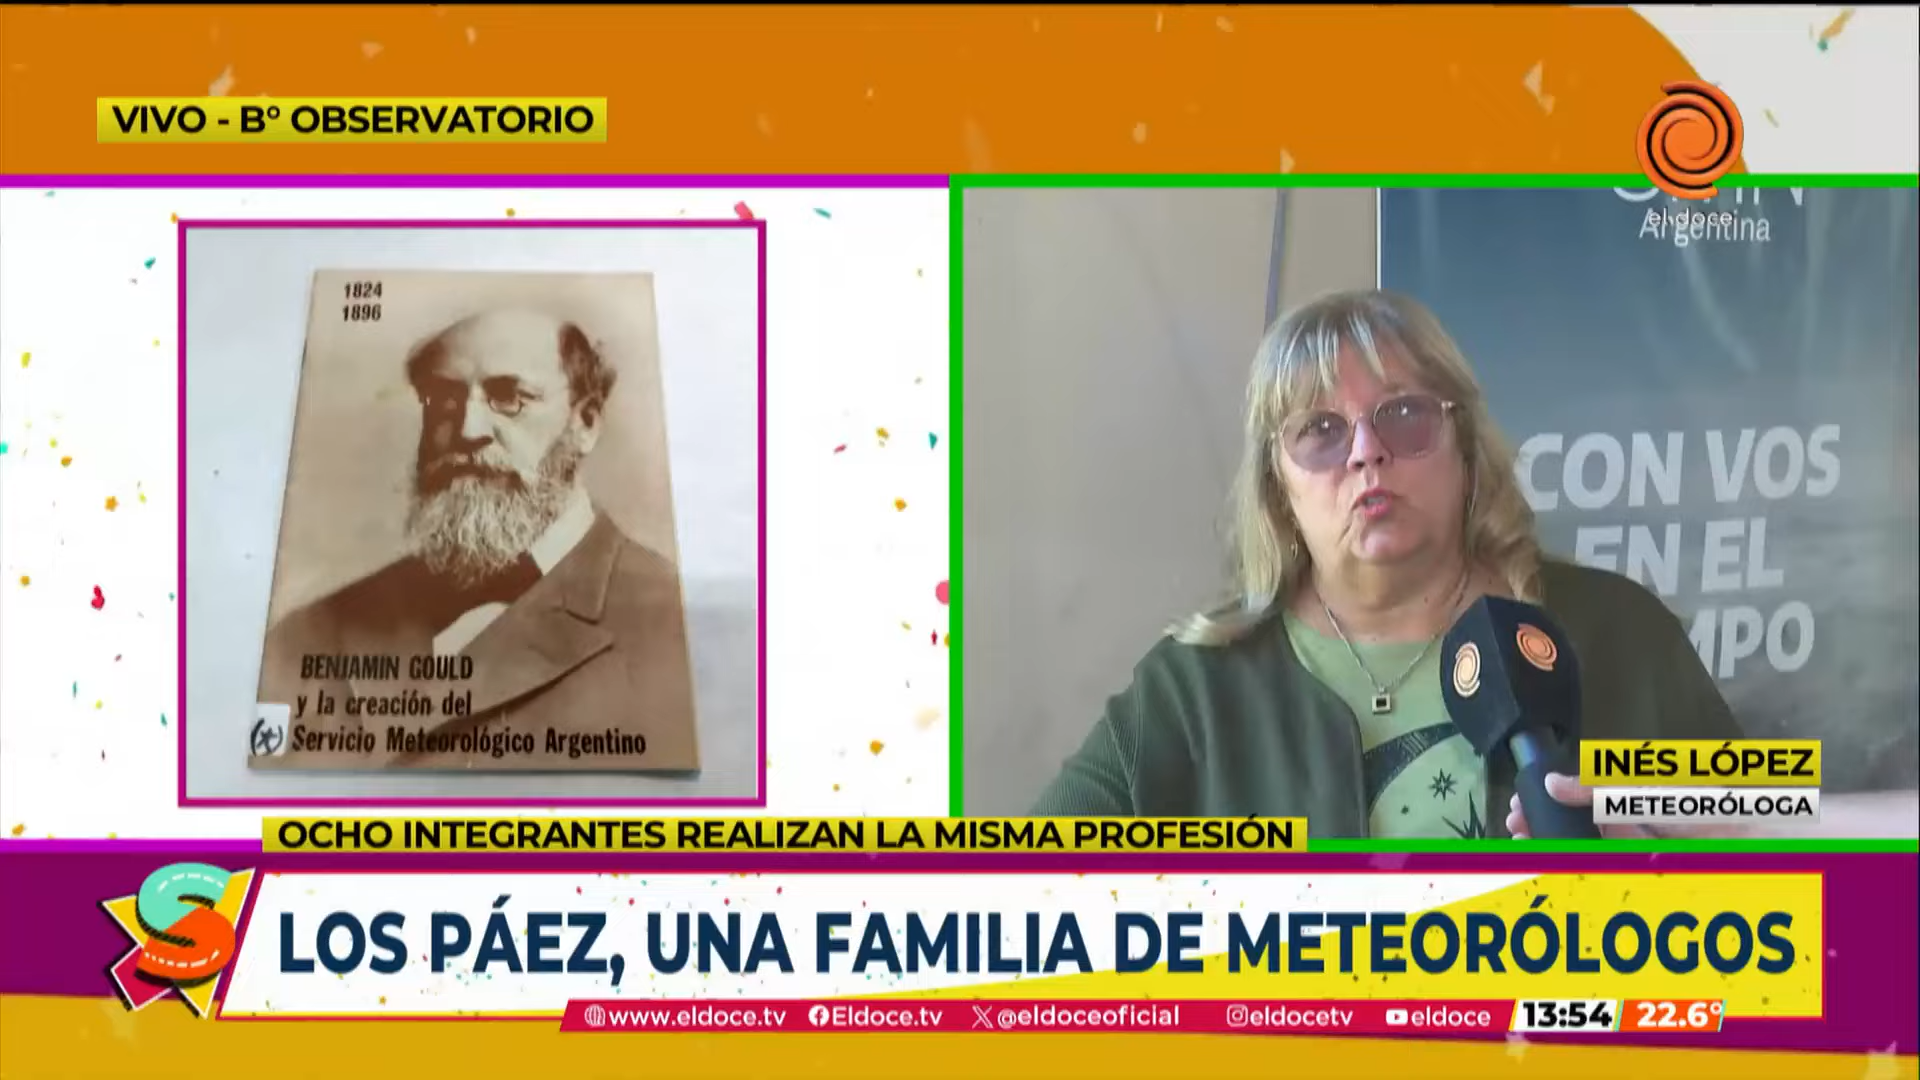 VIVO - Bº OBSERVATORIO
el doce
Argentina
1824
1896
BENJAMIN GOULD
y la creación del
Servicio Meteorológico Argentino
CON VOS
EN EL
MPO
INÉS LÓPEZ
METEORÓLOGA
OCHO INTEGRANTES REALIZAN LA MISMA PROFESIÓN
LOS PÁEZ, UNA FAMILIA DE METEORÓLOGOS
www.eldoce.tv Eldoce.tv @eldoceoficial eldocetv eldoce 13:54 22.6°